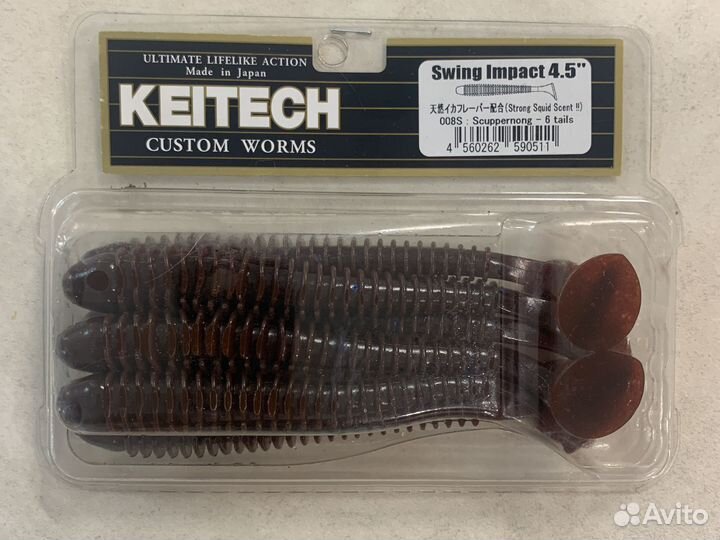 ULTIMATE LIFELIKE ACTION
Made in Japan
KEITECH
CUSTOM WORMS
Swing Impact 4.5"
天然イカフレーバー配合(Strong Squid Scent !!)
008S : Scuppernong - 6 tails
4 560262 590511
Avito